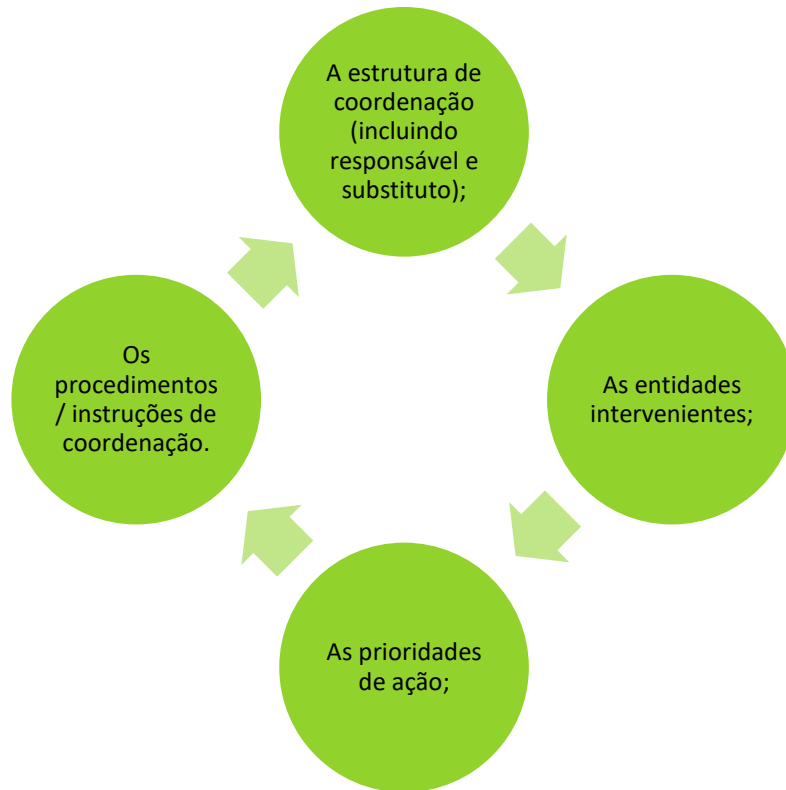 A estrutura de
coordenação
(incluindo
responsável e
substituto);
As entidades
intervenientes;
As prioridades
de ação;
Os
procedimentos
/ instruções de
coordenação.